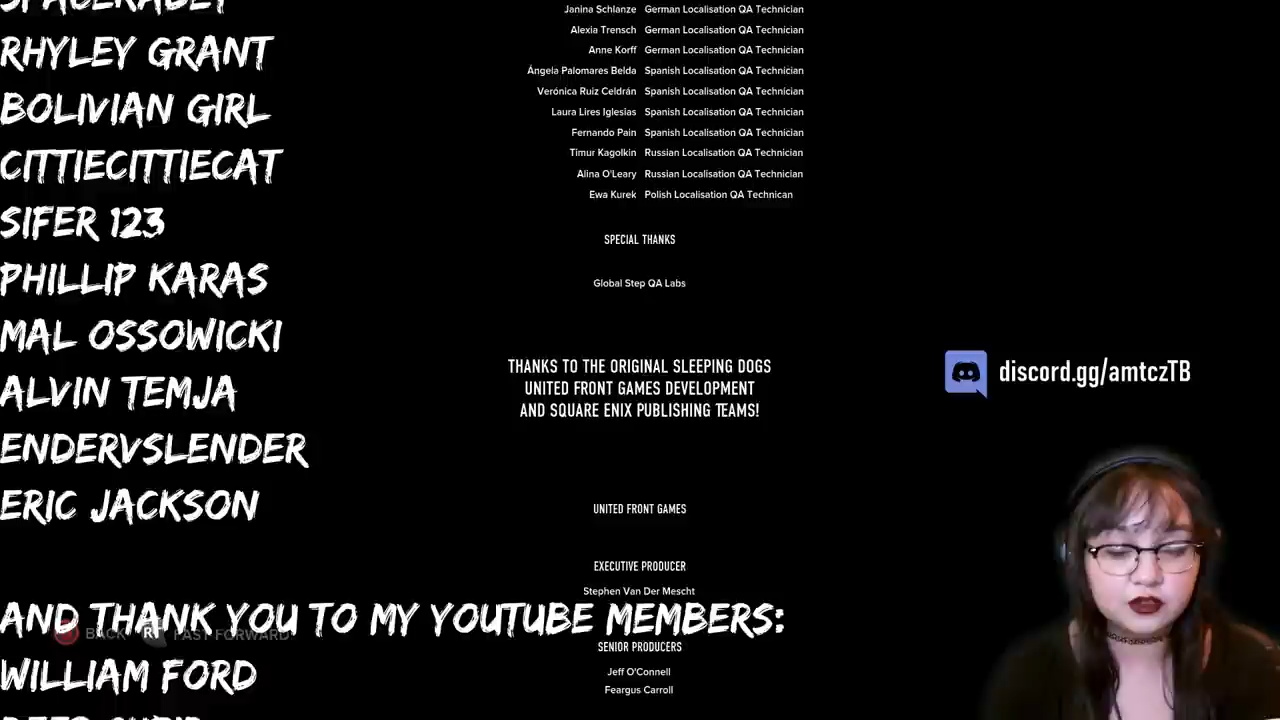 RHYLEY GRANT
BOLIVIAN GIRL
CITTIECITTIECAT
SIFER 123
PHILLIP KARAS
MAL OSSOWICKI
ALVIN TEMJA
ENDERVSLENDER
ERIC JACKSON
AND THANK YOU TO MY YOUTUBE MEMBERS:
WILLIAM FORD
BACK RT FAST FORWARD
Janina Schlanze German Localisation QA Technician
Alexia Trensch German Localisation QA Technician
Anne Korff German Localisation QA Technician
Ángela Palomares Belda Spanish Localisation QA Technician
Verónica Ruiz Celdrán Spanish Localisation QA Technician
Laura Lires Iglesias Spanish Localisation QA Technician
Fernando Pain Spanish Localisation QA Technician
Timur Kagolkin Russian Localisation QA Technician
Alina O'Leary Russian Localisation QA Technician
Ewa Kurek Polish Localisation QA Technican
SPECIAL THANKS
Global Step QA Labs
THANKS TO THE ORIGINAL SLEEPING DOGS
UNITED FRONT GAMES DEVELOPMENT
AND SQUARE ENIX PUBLISHING TEAMS!
UNITED FRONT GAMES
EXECUTIVE PRODUCER
Stephen Van Der Mescht
SENIOR PRODUCERS
Jeff O'Connell
Feargus Carroll
discord.gg/amtczTB